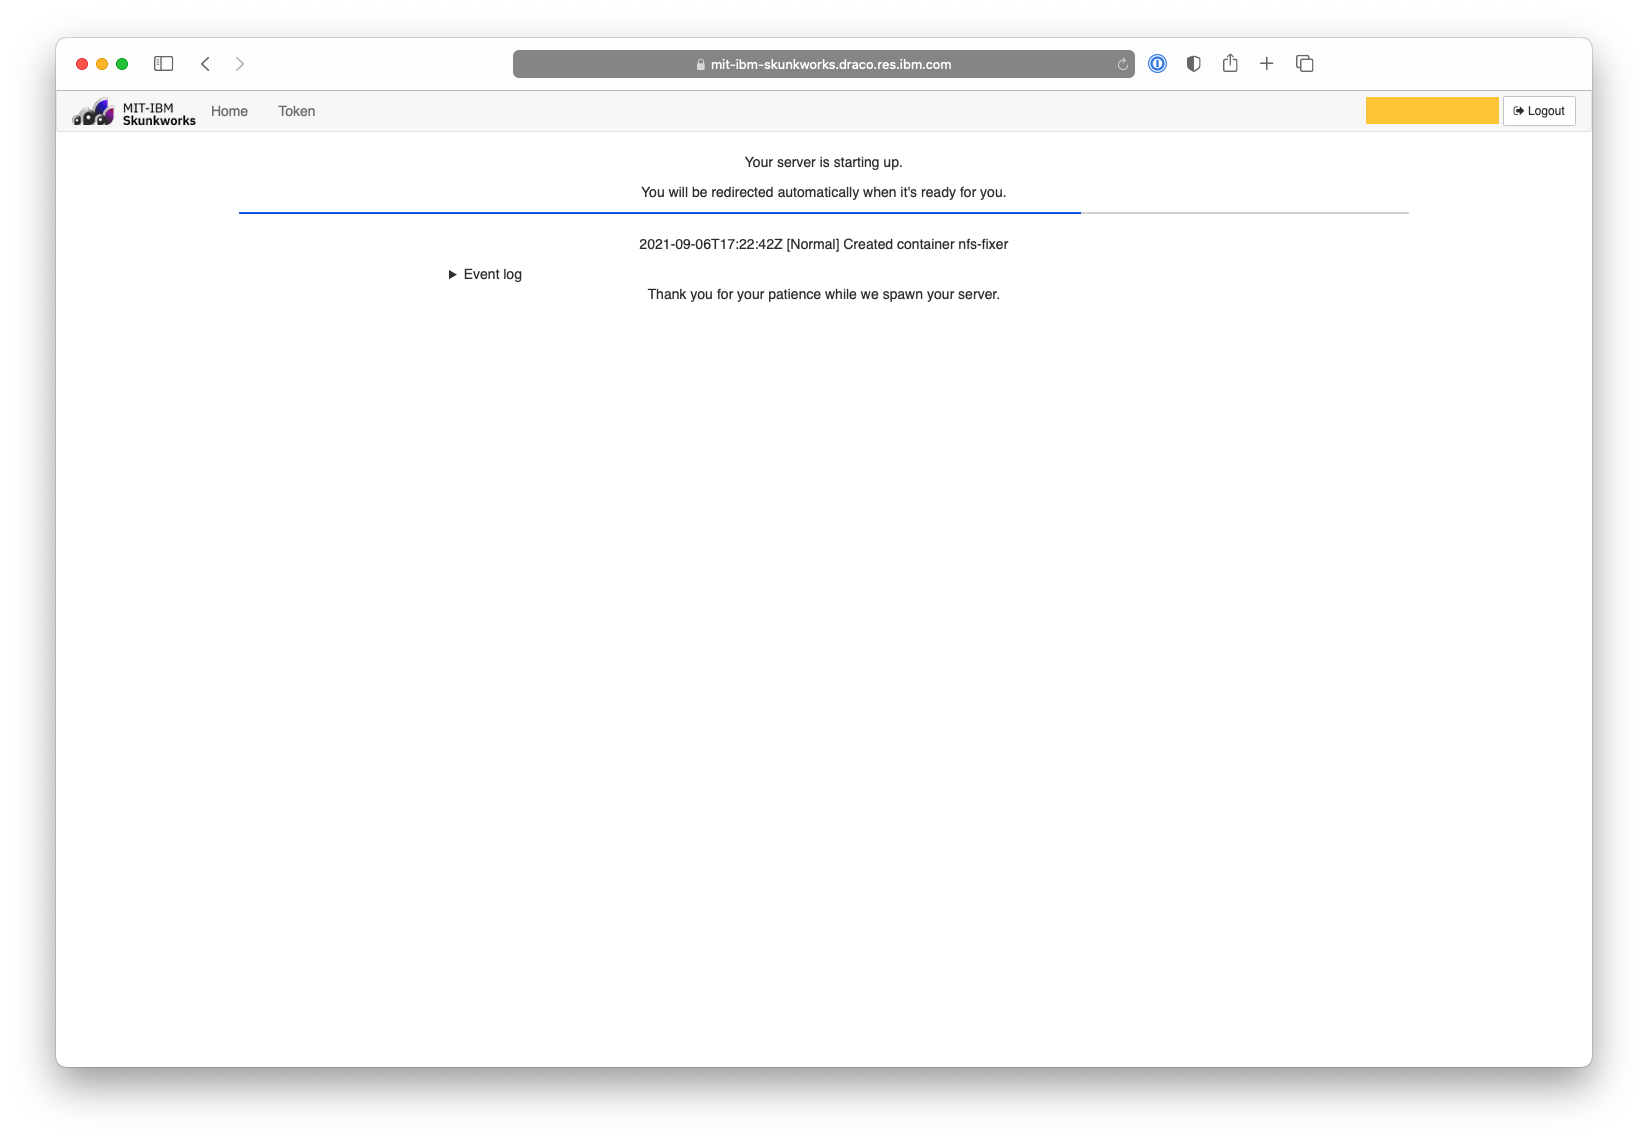 mit-ibm-skunkworks.draco.res.ibm.com
MIT-IBM
Skunkworks
Home
Token
Logout
Your server is starting up.
You will be redirected automatically when it's ready for you.
2021-09-06T17:22:42Z [Normal] Created container nfs-fixer
Event log
Thank you for your patience while we spawn your server.